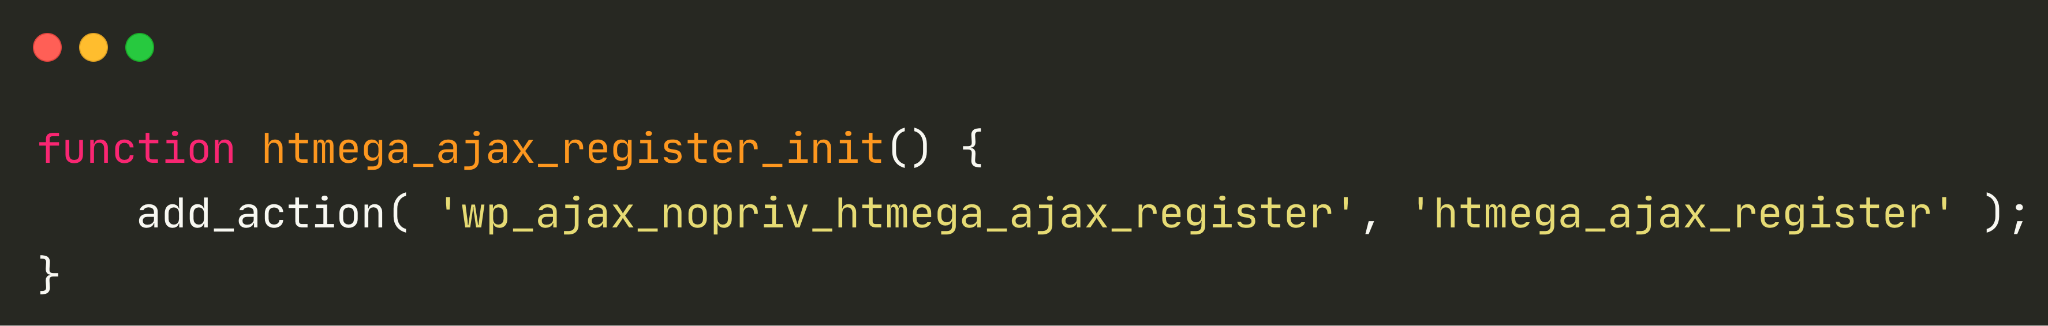 function htmega_ajax_register_init() {
    add_action( 'wp_ajax_nopriv_htmega_ajax_register', 'htmega_ajax_register' );
}